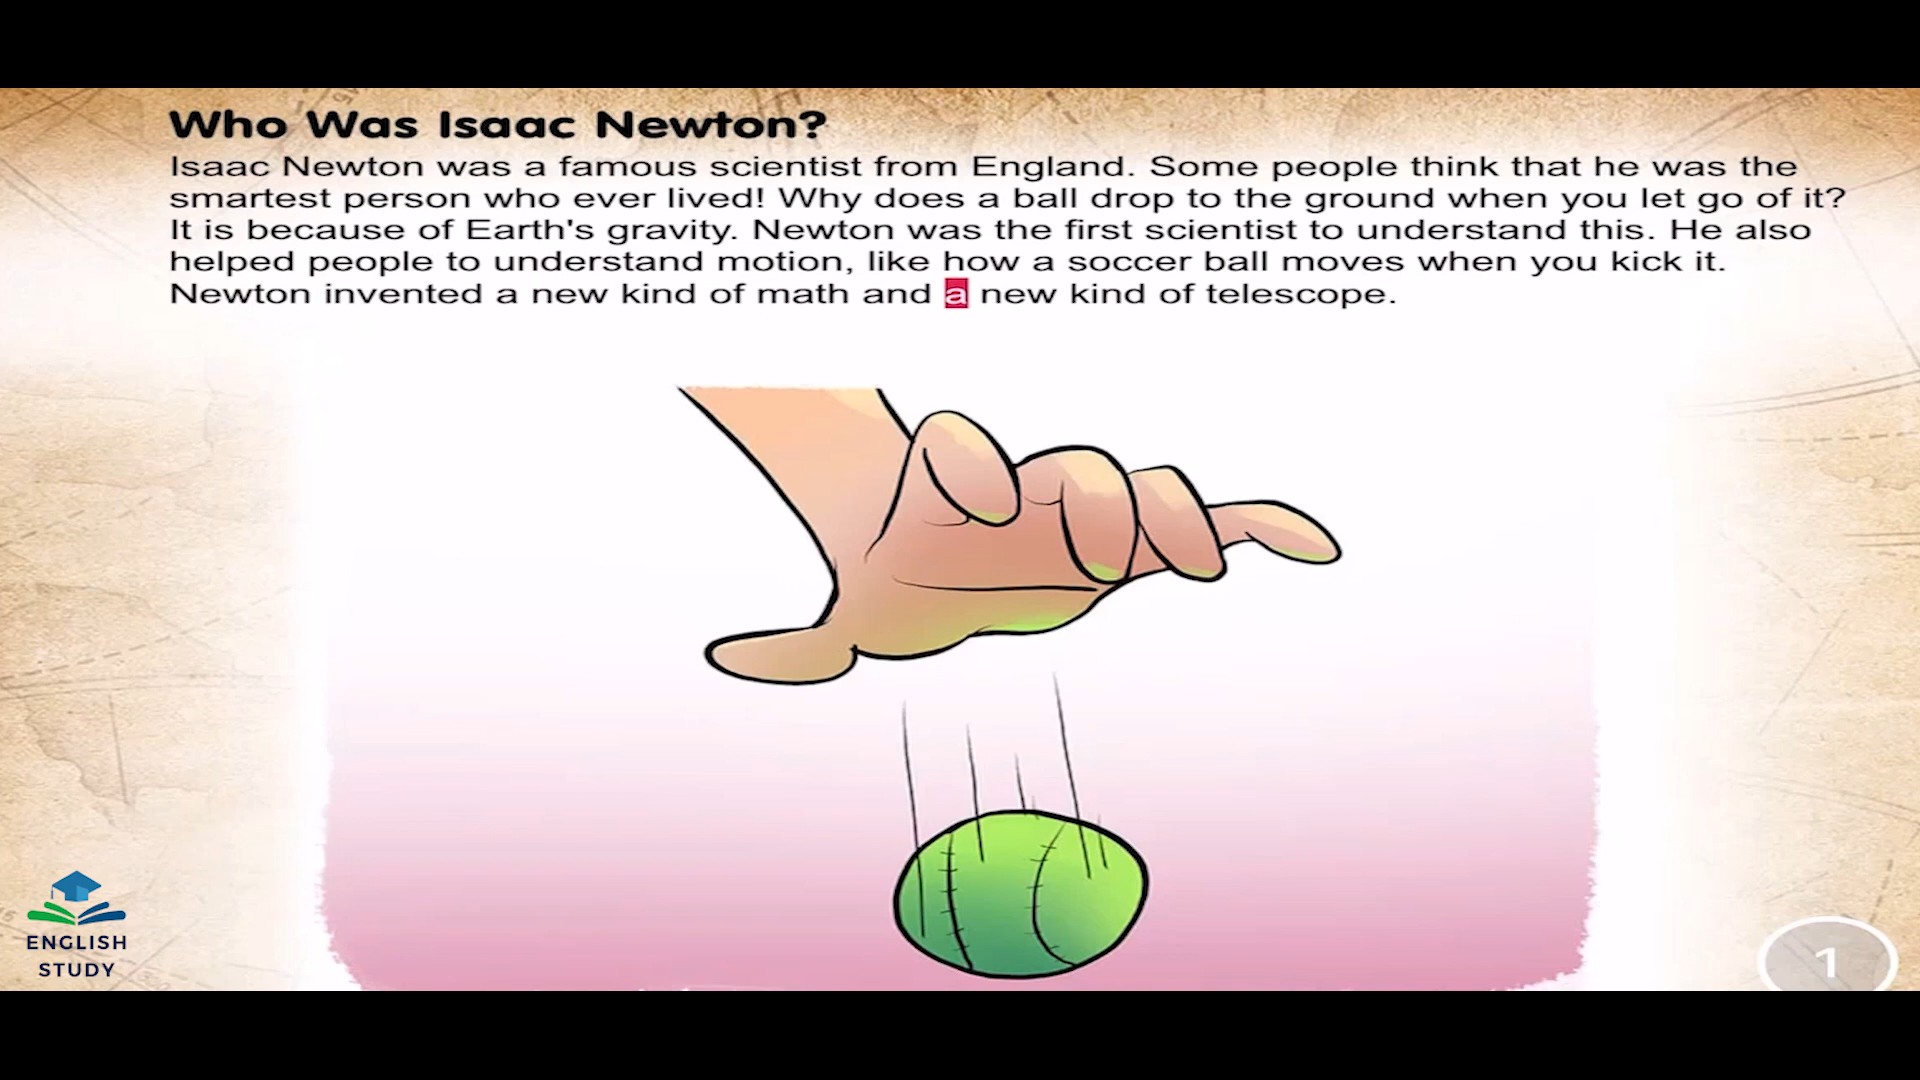 Who Was Isaac Newton?
Isaac Newton was a famous scientist from England. Some people think that he was the
smartest person who ever lived! Why does a ball drop to the ground when you let go of it?
It is because of Earth's gravity. Newton was the first scientist to understand this. He also
helped people to understand motion, like how a soccer ball moves when you kick it.
Newton invented a new kind of math and a new kind of telescope.
ENGLISH
STUDY
1